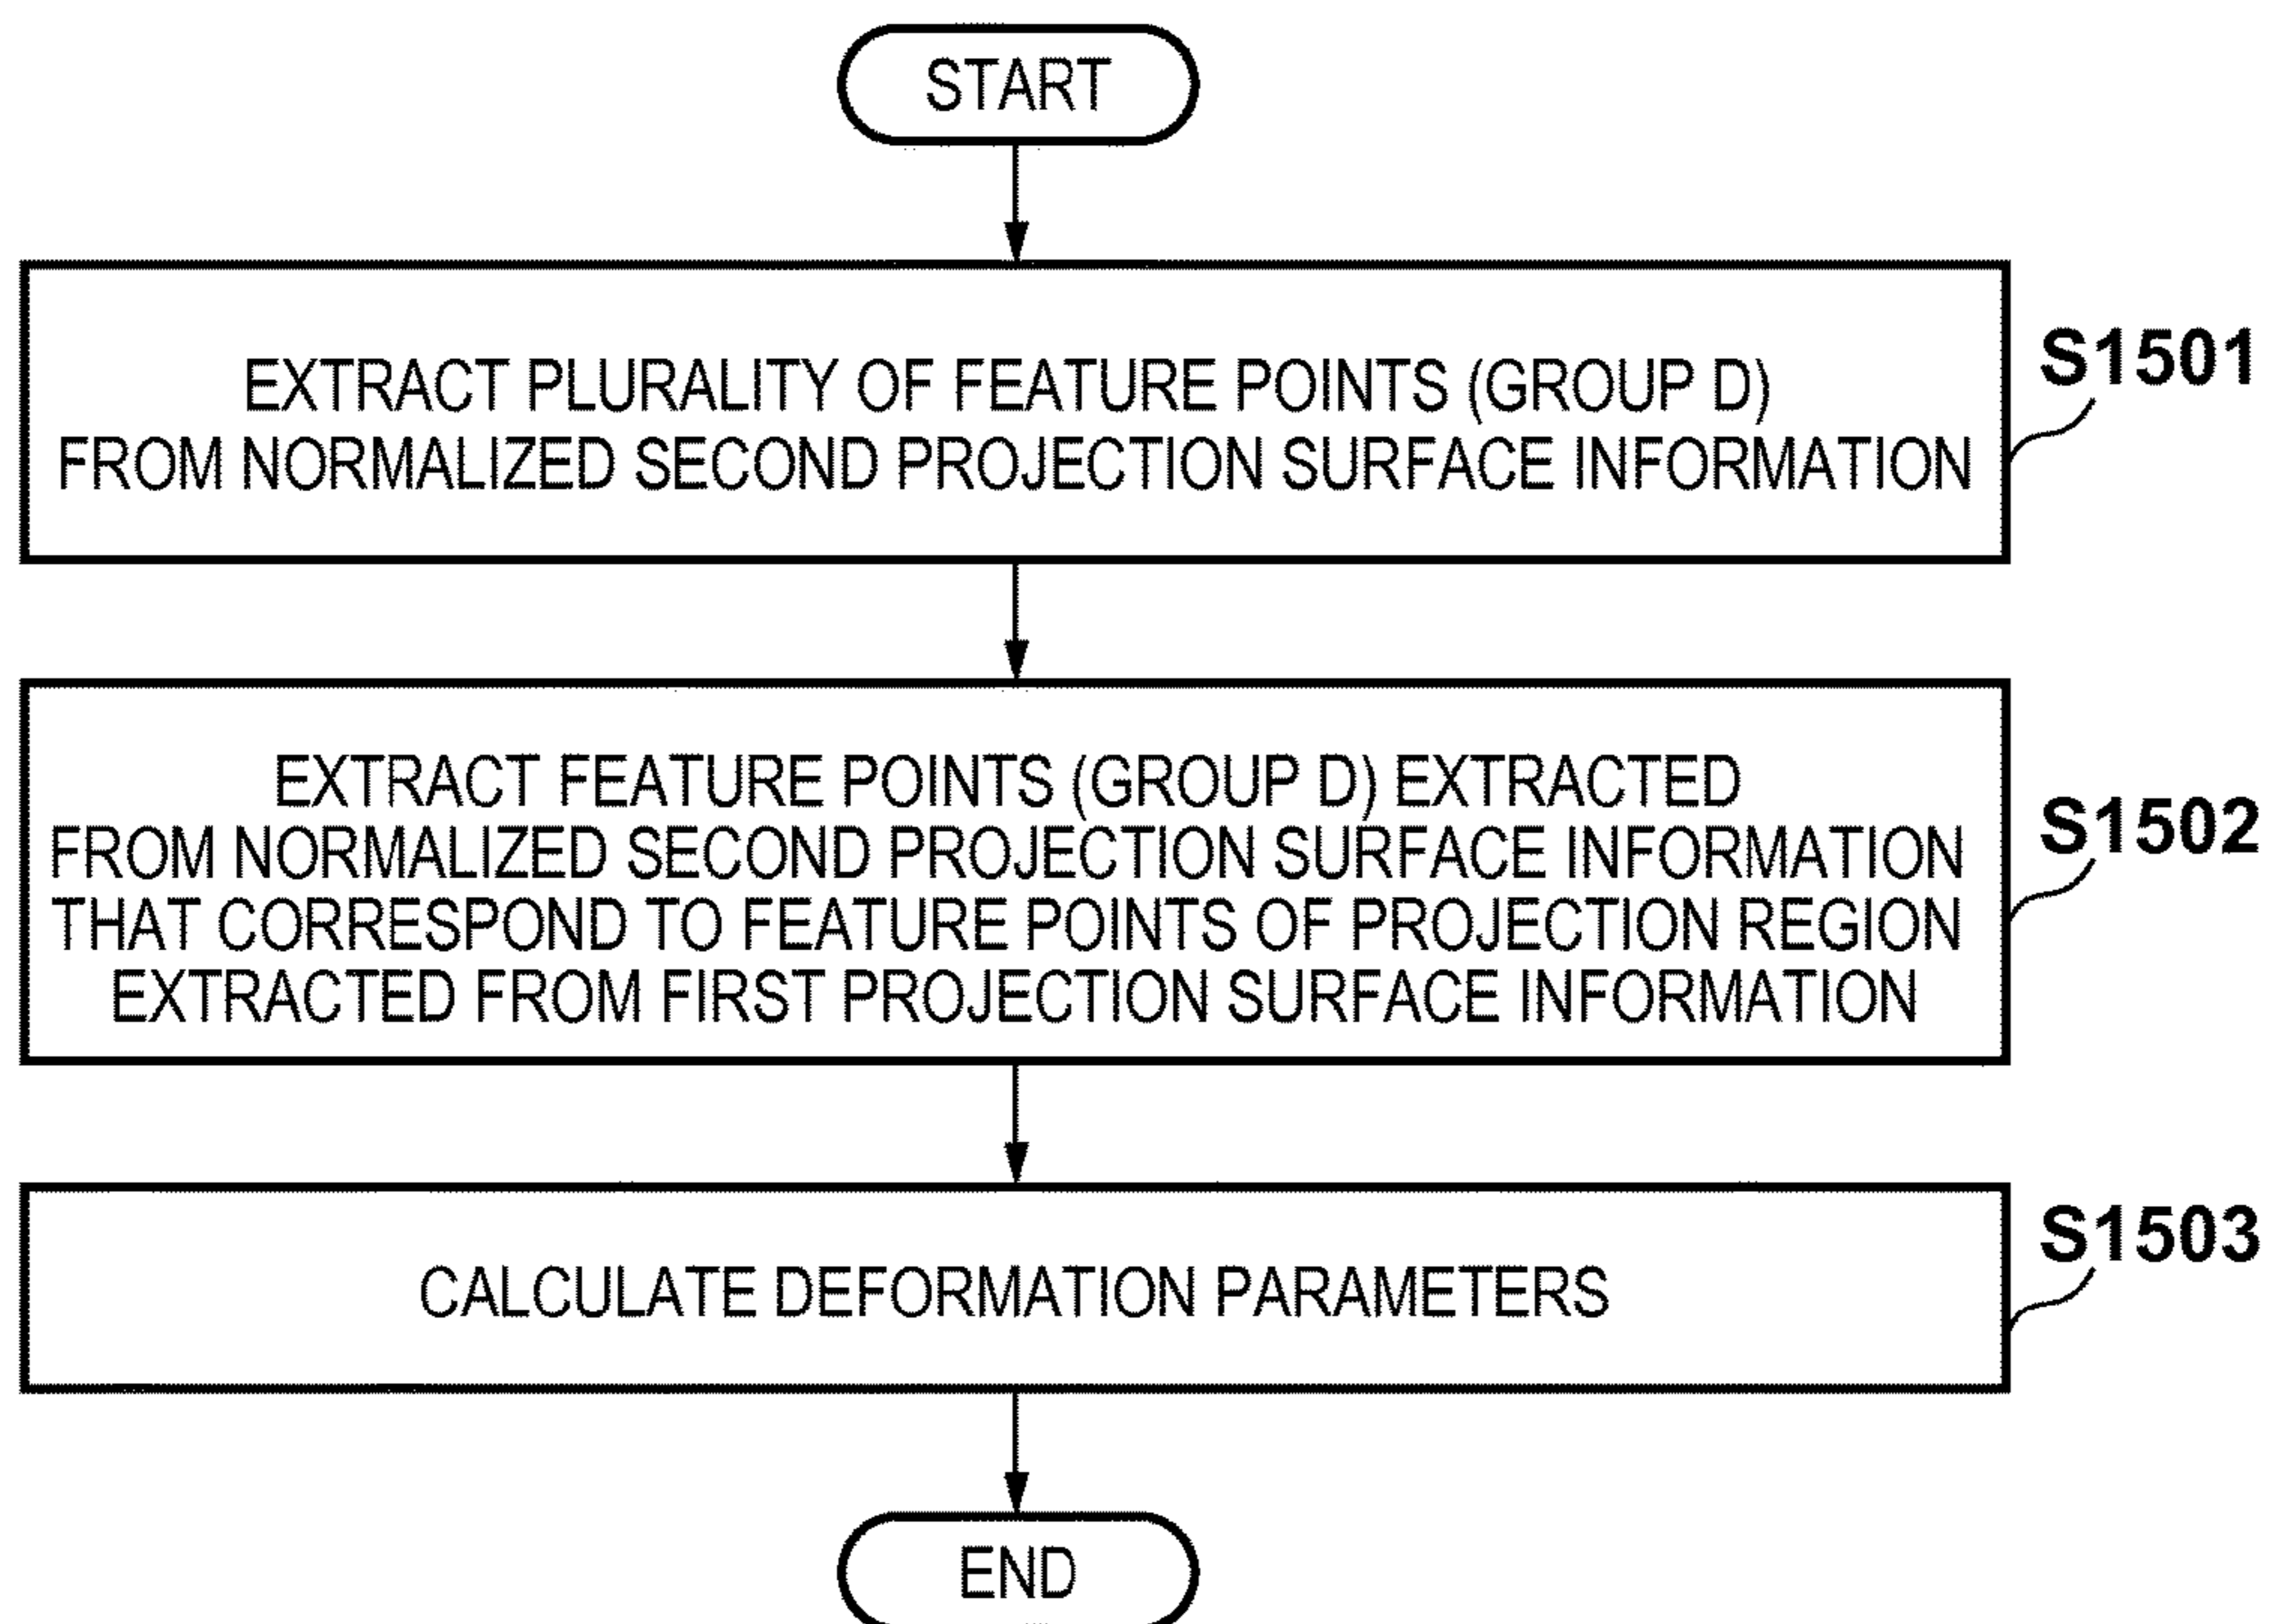 START
EXTRACT PLURALITY OF FEATURE POINTS (GROUP D)
FROM NORMALIZED SECOND PROJECTION SURFACE INFORMATION
S1501
EXTRACT FEATURE POINTS (GROUP D) EXTRACTED
FROM NORMALIZED SECOND PROJECTION SURFACE INFORMATION
THAT CORRESPOND TO FEATURE POINTS OF PROJECTION REGION
EXTRACTED FROM FIRST PROJECTION SURFACE INFORMATION
S1502
CALCULATE DEFORMATION PARAMETERS
S1503
END